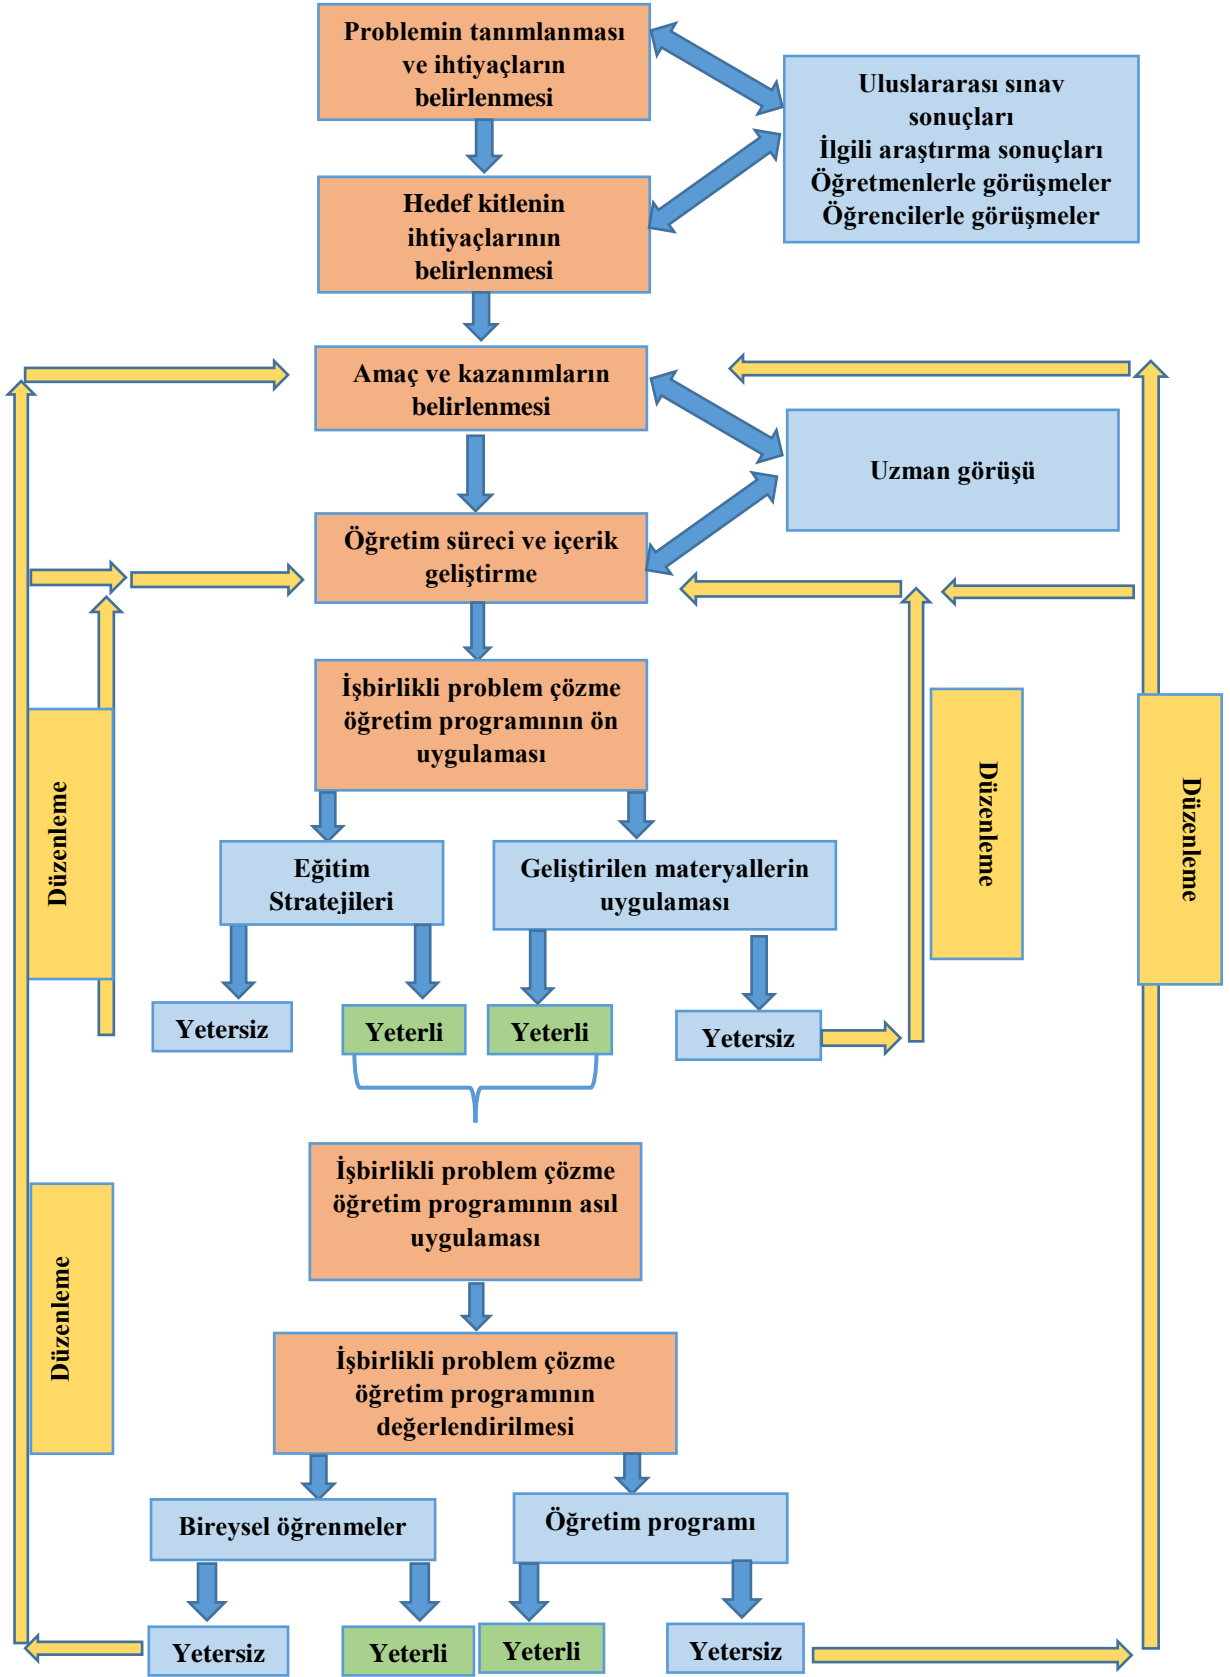 Problemin tanımlanması
ve ihtiyaçların
belirlenmesi
Uluslararası sınav
sonuçları
İlgili araştırma sonuçları
Öğretmenlerle görüşmeler
Öğrencilerle görüşmeler
Hedef kitlenin
ihtiyaçlarının
belirlenmesi
Amaç ve kazanımların
belirlenmesi
Uzman görüşü
Öğretim süreci ve içerik
geliştirme
İşbirlikli problem çözme
öğretim programının ön
uygulaması
Düzenleme
Düzenleme
Düzenleme
Eğitim
Stratejileri
Geliştirilen materyallerin
uygulaması
Yetersiz
Yeterli
Yeterli
Yetersiz
İşbirlikli problem çözme
öğretim programının asıl
uygulaması
Düzenleme
İşbirlikli problem çözme
öğretim programının
değerlendirilmesi
Bireysel öğrenmeler
Öğretim programı
Yetersiz
Yeterli
Yeterli
Yetersiz